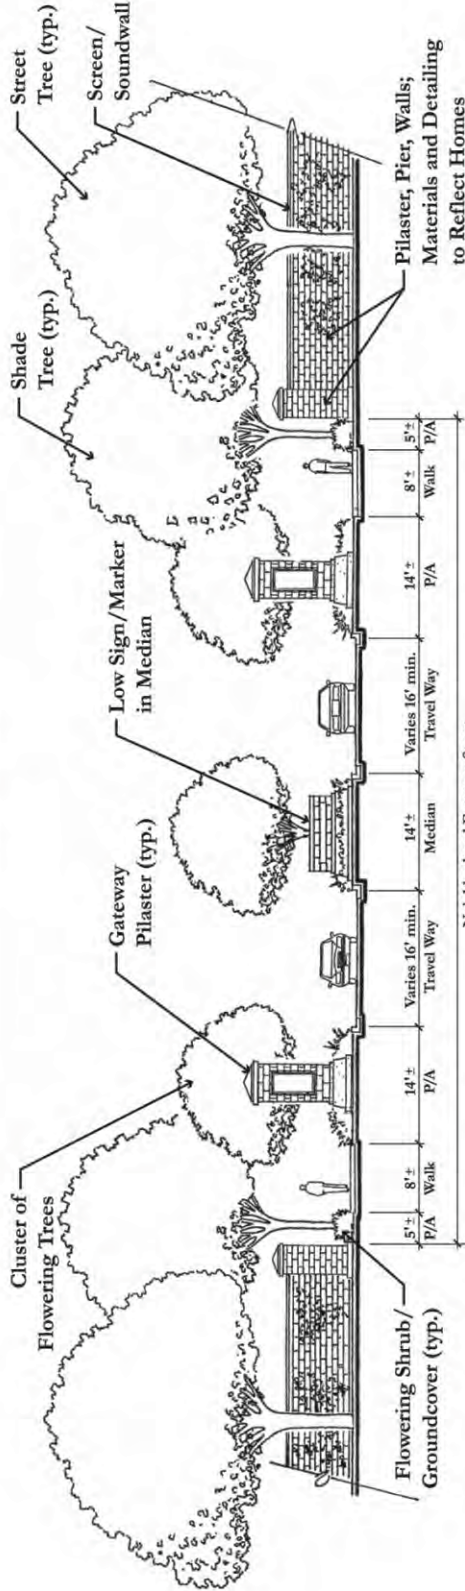 Cluster of
Flowering Trees
Gateway
Pilaster (typ.)
Low Sign/Marker
in Median
Shade
Tree (typ.)
Street
Tree (typ.)
Screen/
Soundwall
Flowering Shrub/
Groundcover (typ.)
5'± 8'± 14'± Varies 16' min. 14'± Varies 16' min. 14'± 8'± 5'±
P/A Walk P/A Travel Way Median Travel Way P/A Walk P/A
Pilaster, Pier, Walls;
Materials and Detailing
to Reflect Homes